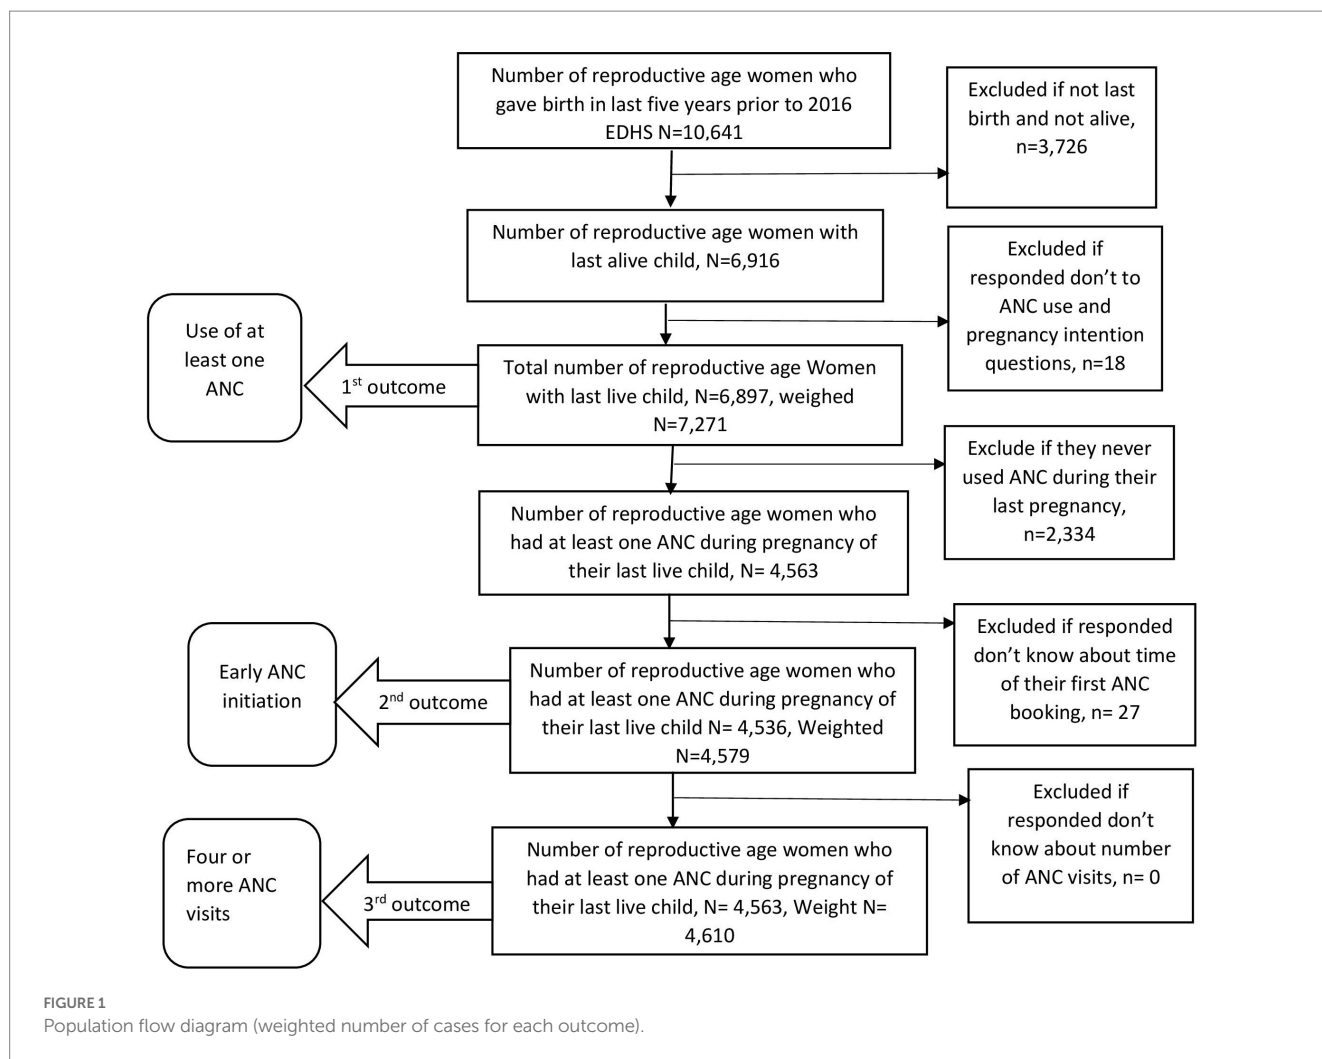 Number of reproductive age women who
gave birth in last five years prior to 2016
EDHS N=10,641
Excluded if not last
birth and not alive,
n=3,726
Number of reproductive age women with
last alive child, N=6,916
Excluded if
responded don't to
ANC use and
pregnancy intention
questions, n=18
Use of at
least one
ANC
1st outcome
Total number of reproductive age Women
with last live child, N=6,897, weighed
N=7,271
Exclude if they never
used ANC during their
last pregnancy,
n=2,334
Number of reproductive age women who
had at least one ANC during pregnancy of
their last live child, N= 4,563
Excluded if responded
don't know about time
of their first ANC
booking, n= 27
Early ANC
initiation
2nd outcome
Number of reproductive age women who
had at least one ANC during pregnancy of
their last live child N= 4,536, Weighted
N=4,579
Excluded if
responded don't
know about number
of ANC visits, n= 0
Four or
more ANC
visits
3rd outcome
Number of reproductive age women who
had at least one ANC during pregnancy of
their last live child, N= 4,563, Weight N=
4,610
FIGURE 1
Population flow diagram (weighted number of cases for each outcome).